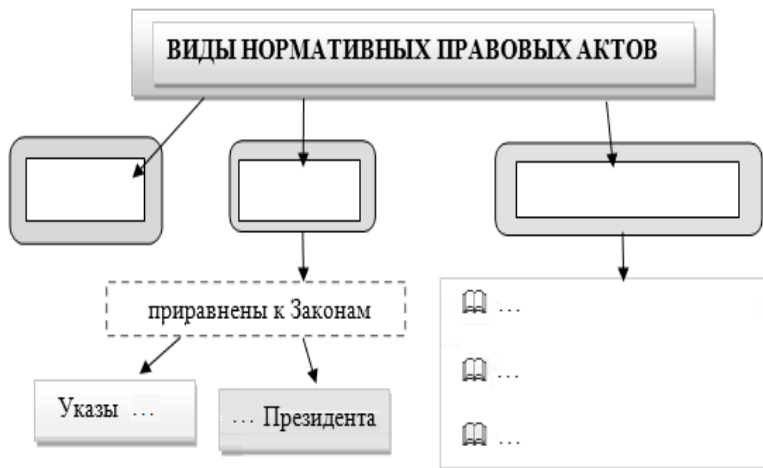 ВИДЫ НОРМАТИВНЫХ ПРАВОВЫХ АКТОВ
приравнены к Законам
Указы ...
... Президента
...
...
...